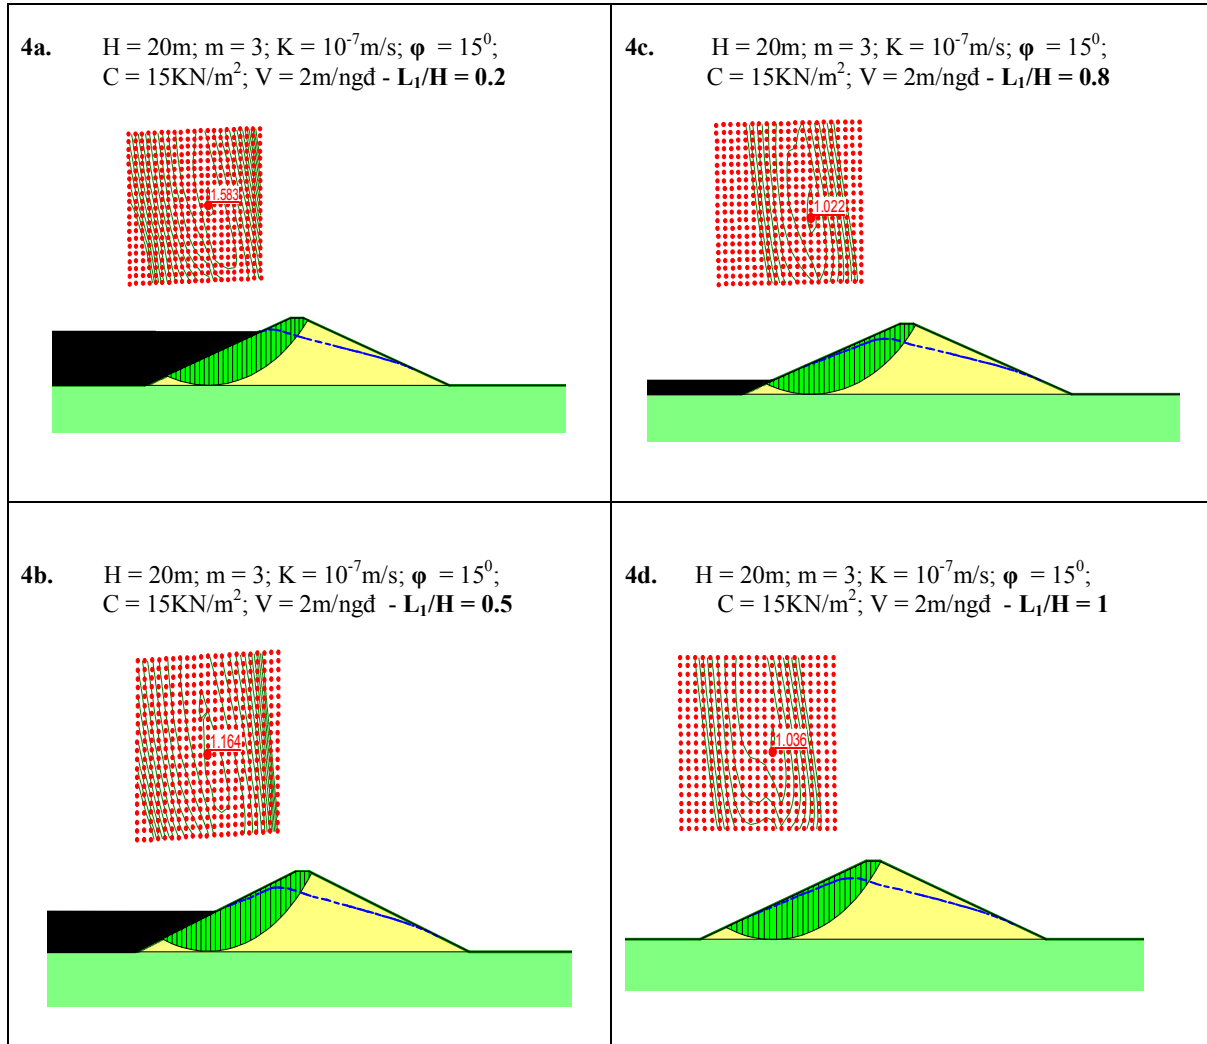 4a. H = 20m; m = 3; K = 10⁻⁷m/s; φ = 15⁰;
C = 15KN/m²; V = 2m/ngđ - L₁/H = 0.2
1.583
4c. H = 20m; m = 3; K = 10⁻⁷m/s; φ = 15⁰;
C = 15KN/m²; V = 2m/ngđ - L₁/H = 0.8
1.022
4b. H = 20m; m = 3; K = 10⁻⁷m/s; φ = 15⁰;
C = 15KN/m²; V = 2m/ngđ - L₁/H = 0.5
1.164
4d. H = 20m; m = 3; K = 10⁻⁷m/s; φ = 15⁰;
C = 15KN/m²; V = 2m/ngđ - L₁/H = 1
1.036